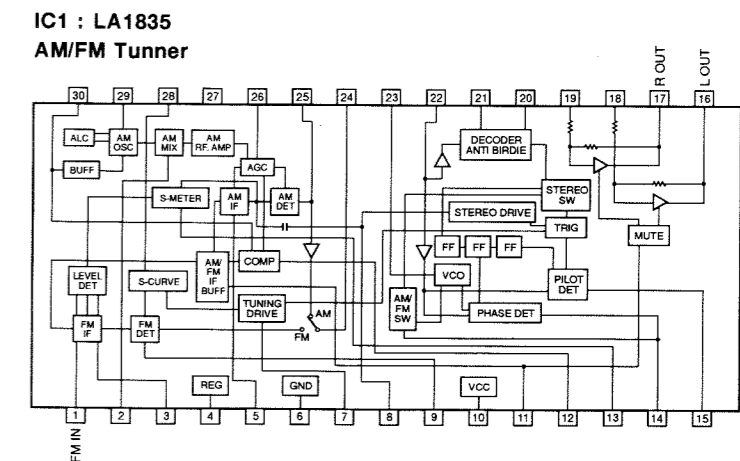 IC1 : LA1835
AM/FM Tunner
R OUT
L OUT
30
29
28
27
26
25
24
23
22
21
20
19
18
17
16
ALC
AM
OSC
AM
MIX
AM
RF. AMP
DECODER
ANTI BIRDIE
BUFF
AGC
S-METER
AM
IF
AM
DET
STEREO
SW
STEREO DRIVE
TRIG
MUTE
FF
FF
FF
COMP
AM/
FM
IF
BUFF
LEVEL
DET
S-CURVE
VCO
PILOT
DET
TUNING
DRIVE
AM
FM
AM/
FM
SW
PHASE DET
FM
IF
FM
DET
REG
GND
VCC
1
2
3
4
5
6
7
8
9
10
11
12
13
14
15
FM IN